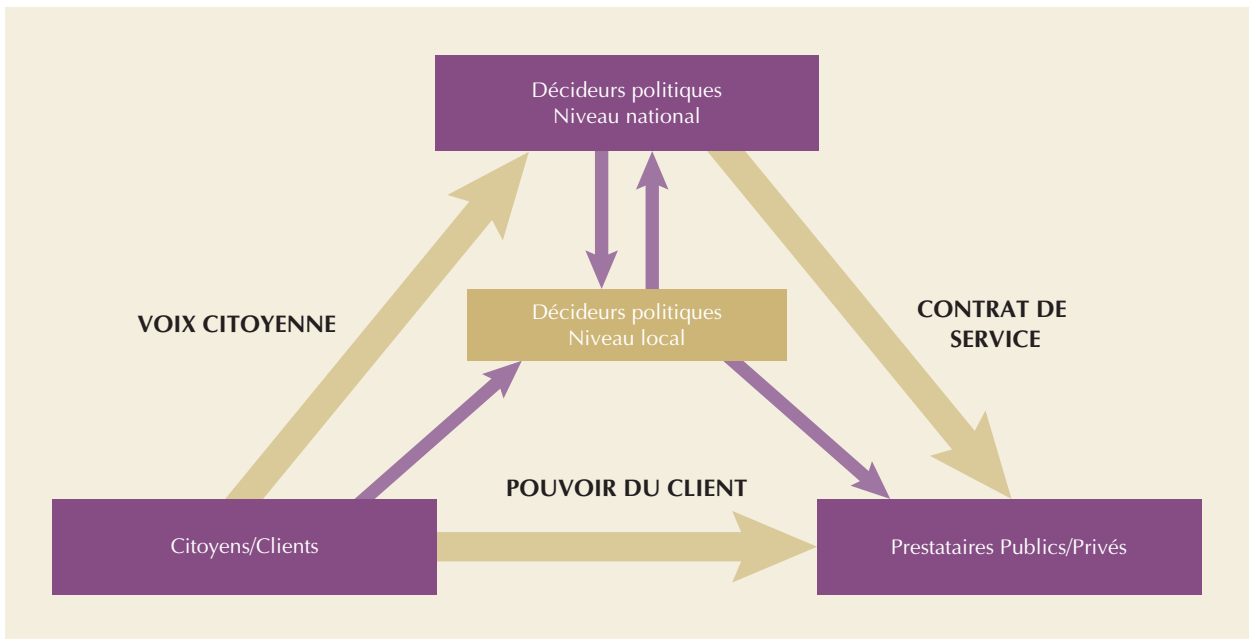 Décideurs politiques
Niveau national
Décideurs politiques
Niveau local
VOIX CITOYENNE
CONTRAT DE
SERVICE
POUVOIR DU CLIENT
Citoyens/Clients
Prestataires Publics/Privés